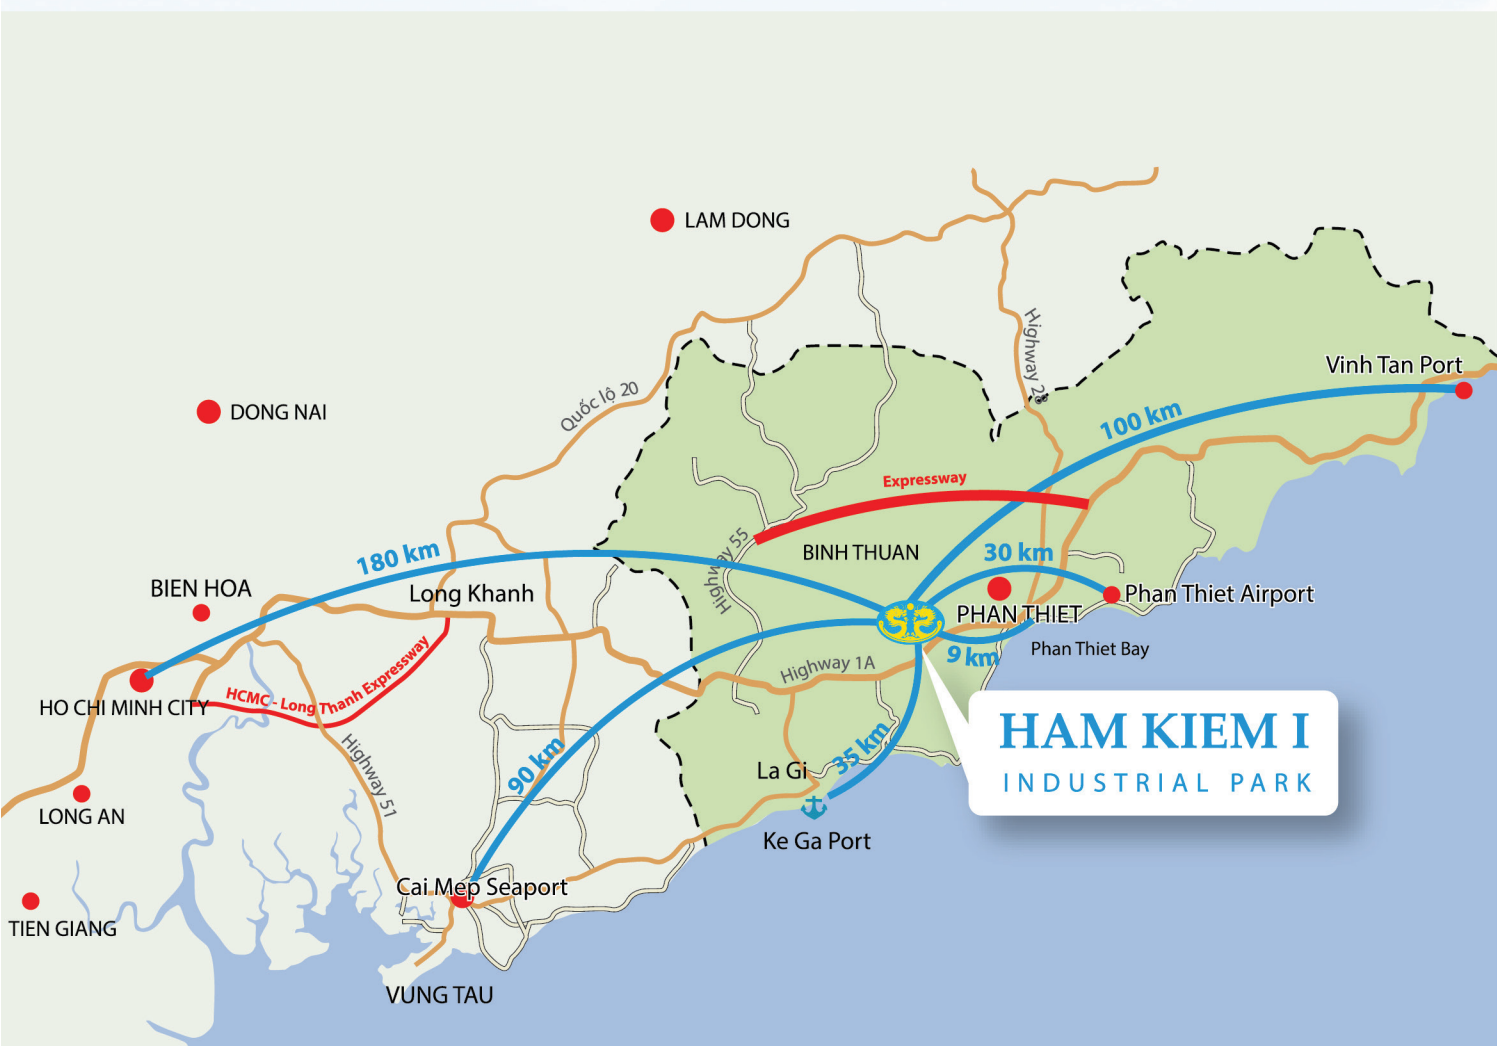 LAM DONG
Highway 28
Vinh Tan Port
Quốc lộ 20
DONG NAI
100 km
Expressway
180 km
Highway 55
BINH THUAN
30 km
BIEN HOA
Long Khanh
Phan Thiet Airport
PHAN THIET
Phan Thiet Bay
9 km
Highway 1A
HCMC - Long Thanh Expressway
HO CHI MINH CITY
HAM KIEM I
INDUSTRIAL PARK
Highway 51
90 km
35 km
La Gi
LONG AN
Ke Ga Port
Cai Mep Seaport
TIEN GIANG
VUNG TAU